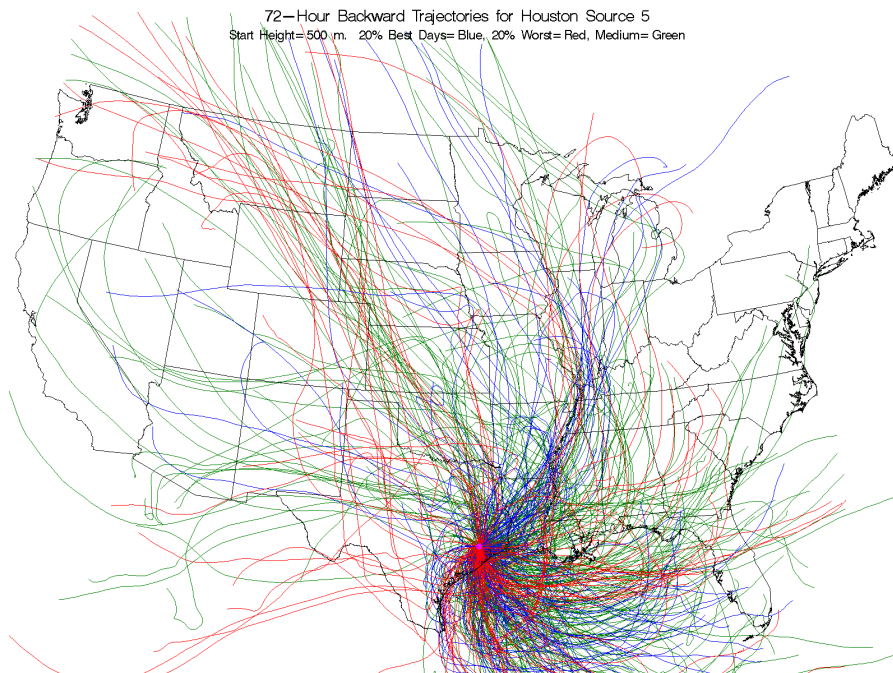 72-Hour Backward Trajectories for Houston Source 5
Start Height= 500 m. 20% Best Days= Blue, 20% Worst= Red, Medium= Green